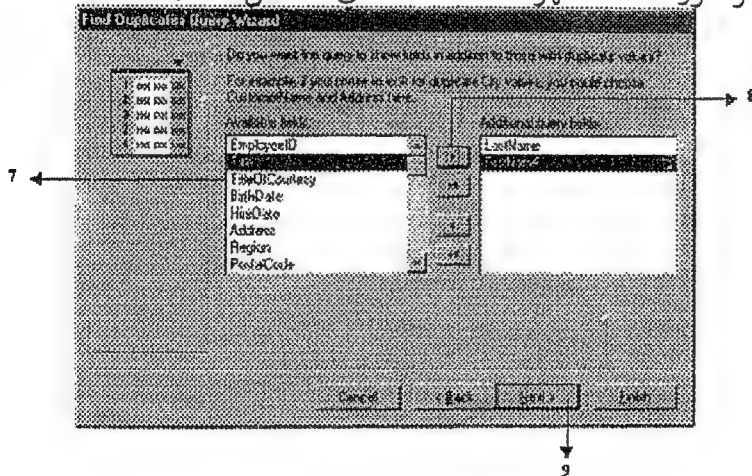 Find Duplicates Query Wizard
Do you want the query to show fields in addition to those with duplicate values?
For example, if you chose to look for duplicate City values, you could choose
CustomerName and Address here.
Available fields:
Additional query fields:
EmployeeID
TitleOfCourtesy
BirthDate
HireDate
Address
Region
PostalCode
LastName
>
>>
<
<<
7
8
Cancel
< Back
Next >
Finish
9